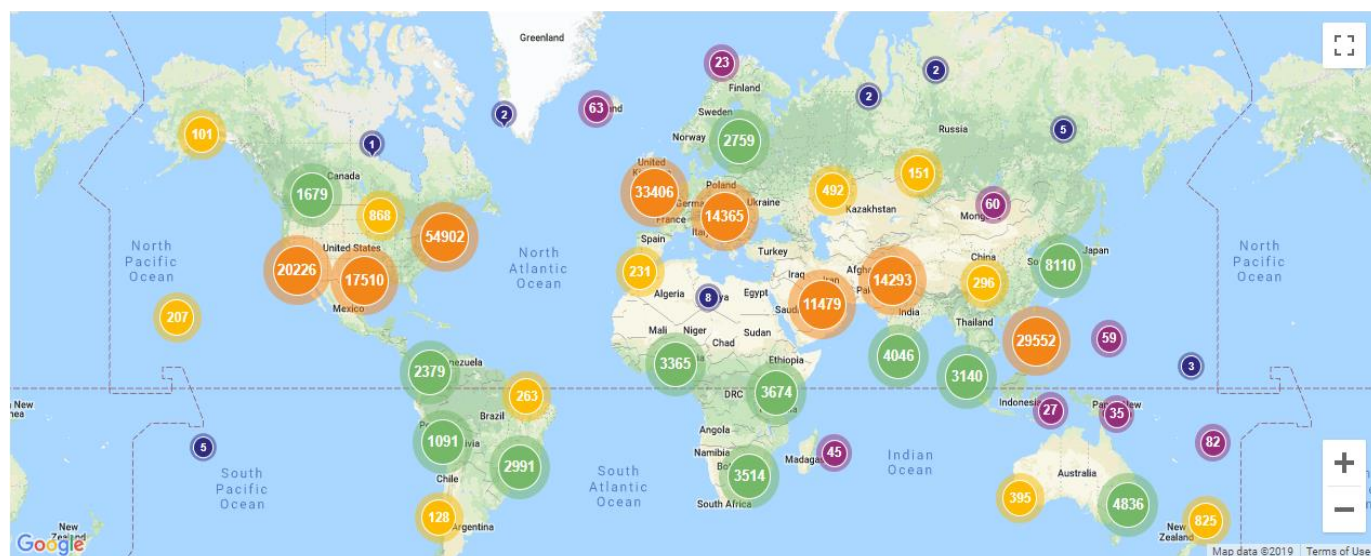 Greenland
23
2
2
Finland
63
2
Sweden
5
101
Norway
2759
Russia
1
Canada
United
1679
33406
Poland
492
151
868
14365
Ukraine
Kazakhstan
60
France
54902
Spain
Italy
North
Pacific
Ocean
United States
North
Atlantic
Ocean
Turkey
China
Japan
North
Pacific
Ocean
20226
17510
231
Iraq
Iran
14293
296
8110
Algeria
8
Egypt
11479
Mexico
207
India
Mali
Niger
Sudan
Thailand
29552
59
Chad
3365
Ethiopia
4046
3
2379
3140
DRC
3674
263
Brazil
Indonesia
27
35
Angola
1091
5
Namibia
45
Indian
Ocean
82
2991
South
Pacific
Ocean
Chile
South
Atlantic
Ocean
3514
Australia
395
4836
South Africa
128
Argentina
825
New
Zealand
New
Zealand
Google
Map data ©2019
Terms of Use